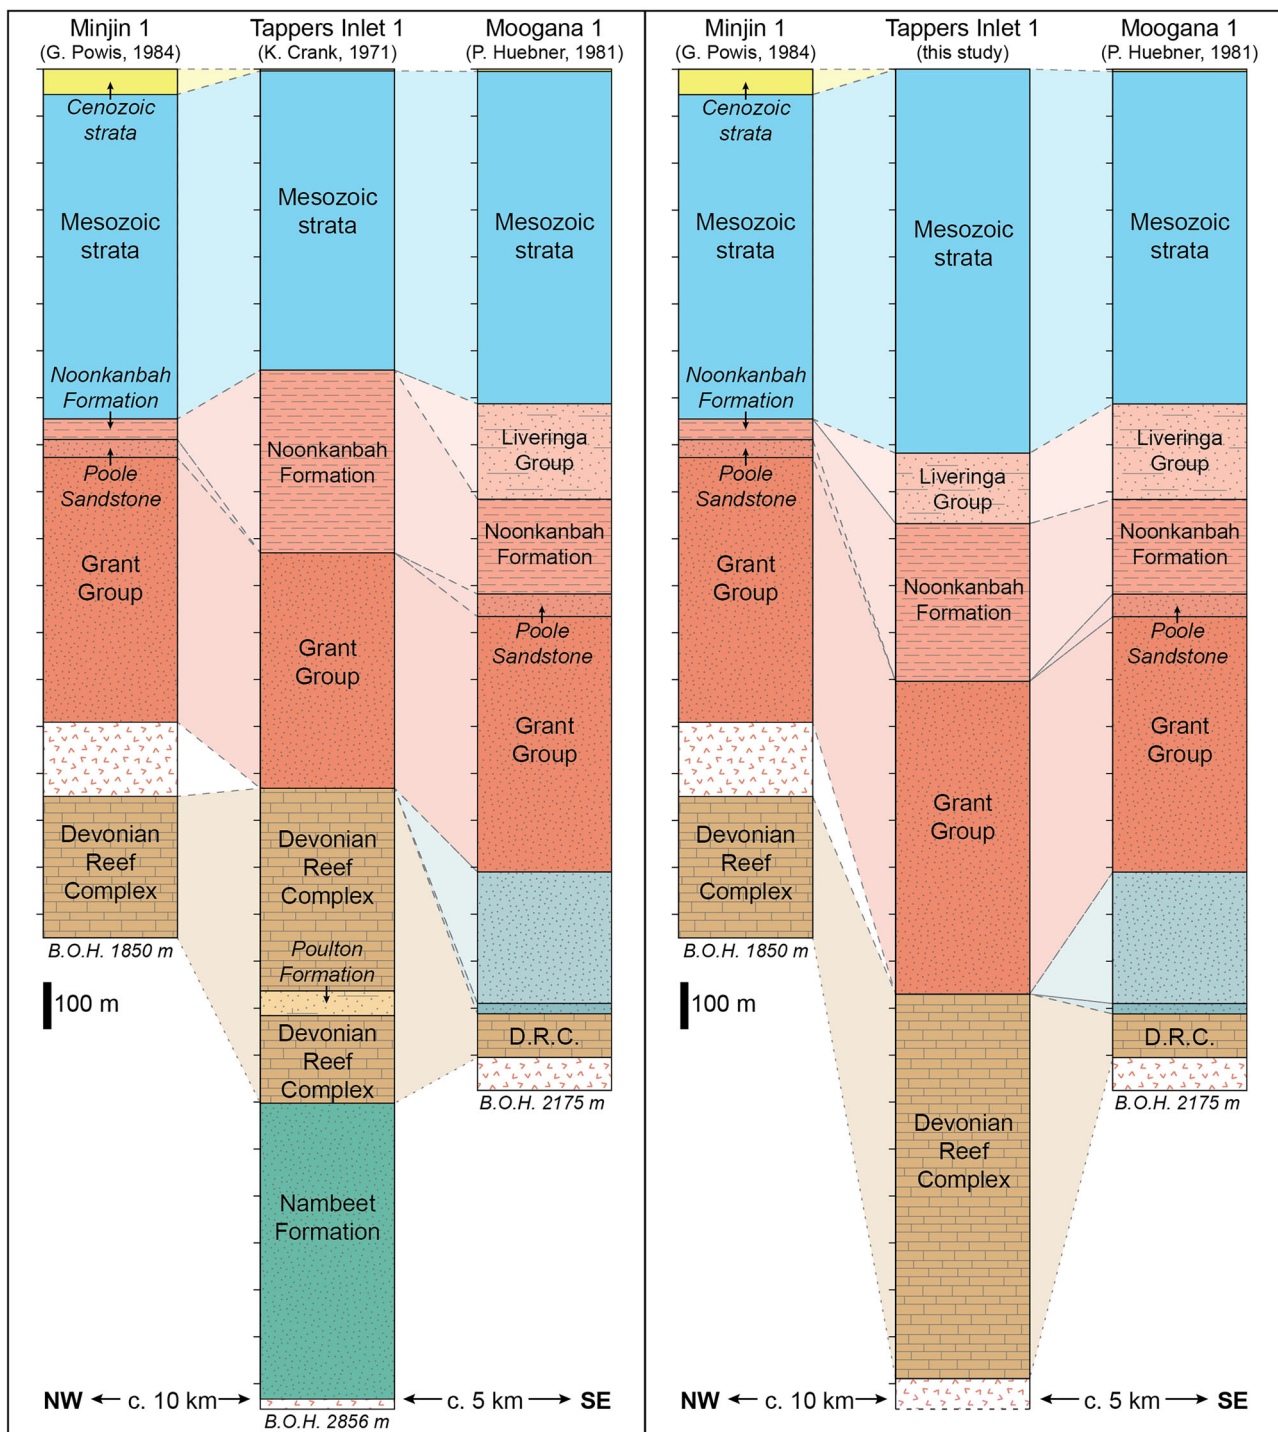 Minjin 1
(G. Powis, 1984)
Tappers Inlet 1
(K. Crank, 1971)
Moogana 1
(P. Huebner, 1981)
Cenozoic
strata
Mesozoic
strata
Noonkanbah
Formation
Poole
Sandstone
Grant
Group
Devonian
Reef
Complex
B.O.H. 1850 m
100 m
Mesozoic
strata
Noonkanbah
Formation
Grant
Group
Devonian
Reef
Complex
Poulton
Formation
Devonian
Reef
Complex
Nambeet
Formation
B.O.H. 2856 m
Mesozoic
strata
Liveringa
Group
Noonkanbah
Formation
Poole
Sandstone
Grant
Group
D.R.C.
B.O.H. 2175 m
NW c. 10 km c. 5 km SE
Minjin 1
(G. Powis, 1984)
Tappers Inlet 1
(this study)
Moogana 1
(P. Huebner, 1981)
Cenozoic
strata
Mesozoic
strata
Noonkanbah
Formation
Poole
Sandstone
Grant
Group
Devonian
Reef
Complex
B.O.H. 1850 m
100 m
Mesozoic
strata
Liveringa
Group
Noonkanbah
Formation
Grant
Group
Devonian
Reef
Complex
Mesozoic
strata
Liveringa
Group
Noonkanbah
Formation
Poole
Sandstone
Grant
Group
D.R.C.
B.O.H. 2175 m
NW c. 10 km c. 5 km SE